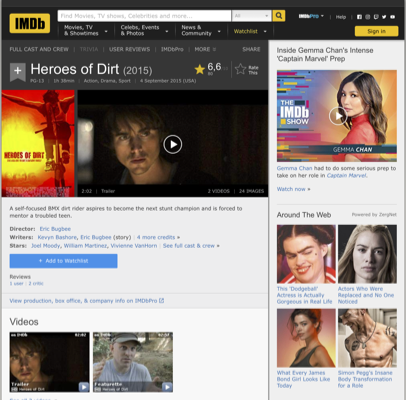 IMDb
Find Movies, TV shows, Celebrities and more...
All
IMDbPro
Help
Movies, TV
& Showtimes
Celebs, Events
& Photos
News &
Community
Watchlist
Sign in
FULL CAST AND CREW | TRIVIA | USER REVIEWS | IMDbPro | MORE
SHARE
Heroes of Dirt (2015)
PG-13 | 1h 38min | Action, Drama, Sport | 4 September 2015 (USA)
6,6
Rate
This
HEROES OF DIRT
2:02 | Trailer
2 VIDEOS | 24 IMAGES
A self-focused BMX dirt rider aspires to become the next stunt champion and is forced to
mentor a troubled teen.
Director: Eric Bugbee
Writers: Kevyn Bashore, Eric Bugbee (story) | 4 more credits »
Stars: Joel Moody, William Martinez, Vivienne VanHorn | See full cast & crew »
+ Add to Watchlist
Reviews
1 user | 2 critic
View production, box office, & company info on IMDbPro
Videos
IMDb
02:02
Trailer
Heroes of Dirt
IMDb
Featurette
Heroes of Dirt
Inside Gemma Chan's Intense
'Captain Marvel' Prep
THE
IMDb
SHOW
GEMMA CHAN
Gemma Chan had to do some serious prep to
take on her role in Captain Marvel.
Watch now »
Around The Web
Powered by ZergNet
This 'Dodgeball'
Actress is Actually
Gorgeous in Real Life
Actors Who Were
Replaced and No One
Noticed
What Every James
Bond Girl Looks Like
Today
Simon Pegg's Insane
Body Transformation
for a Role